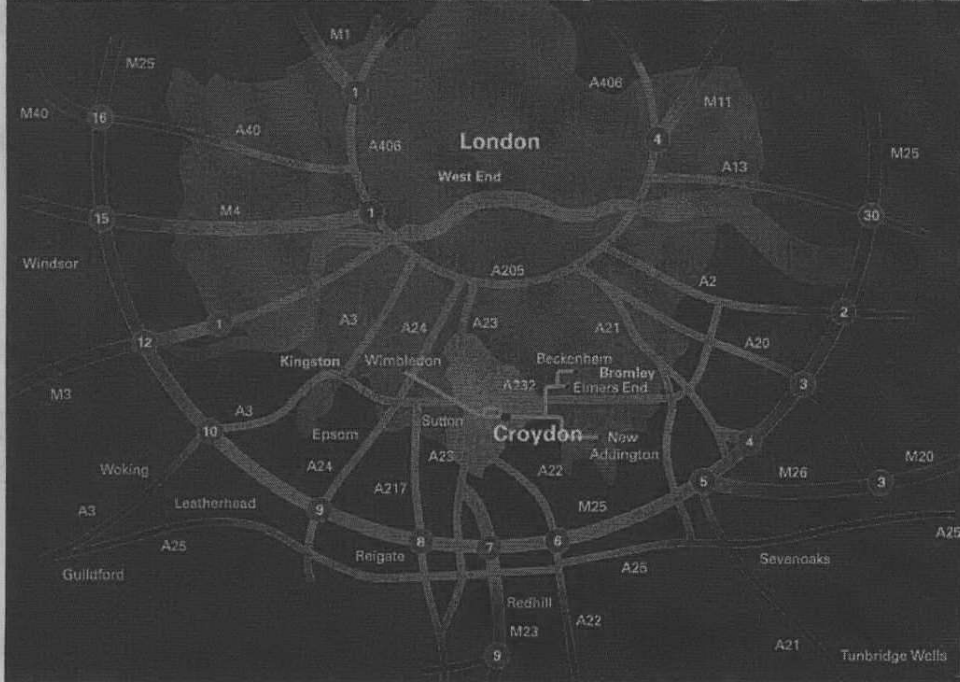 M1
M25
A406
M40
16
1
M11
A40
A406
London
4
M25
West End
A13
15
M4
1
30
Windsor
A205
A2
1
A3
A24
A23
A21
2
12
A20
Kingston
Wimbledon
Beckenham
Bromley
M3
A232
Elmers End
3
A3
Sutton
10
Epsom
Croydon
New
Addington
4
Woking
A24
A23
A22
M26
M20
A217
5
3
Leatherhead
9
M25
A3
A25
8
7
6
A25
Reigate
Sevenoaks
Guildford
A25
Redhill
M23
A22
9
A21
Tunbridge Wells